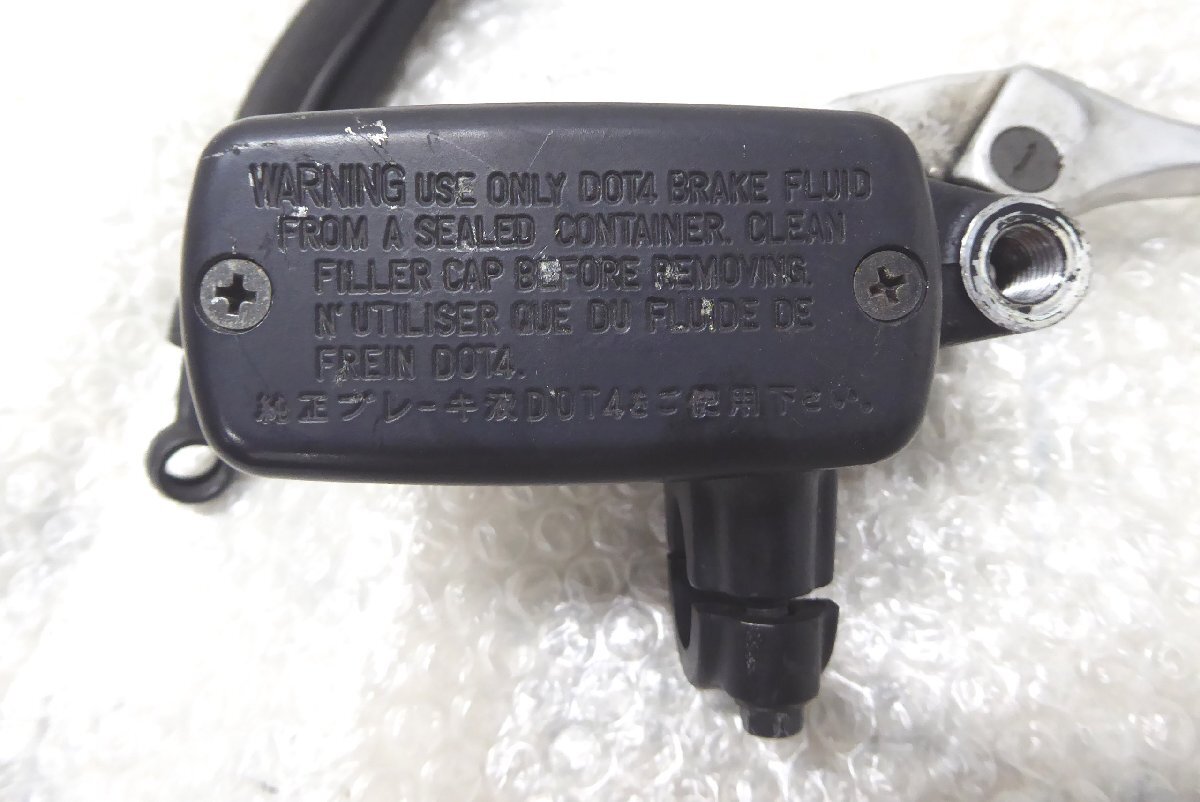 WARNING USE ONLY DOT4 BRAKE FLUID
FROM A SEALED CONTAINER. CLEAN
FILLER CAP BEFORE REMOVING.
N'UTILISER QUE DU FLUIDE DE
FREIN DOT4.
純正ブレーキ液DOT4をご使用下さい。